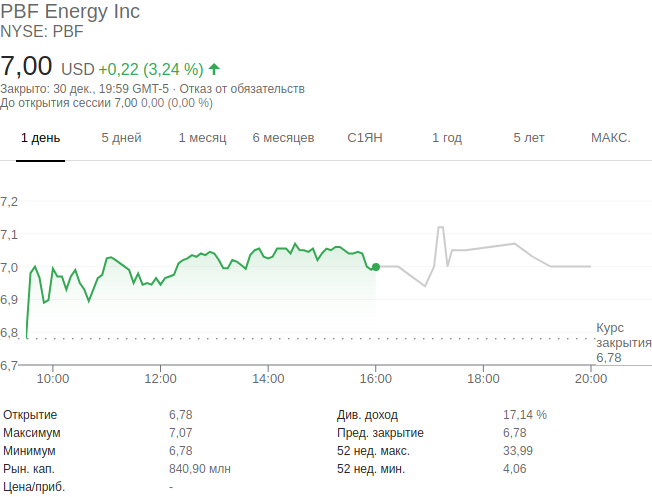 PBF Energy Inc
NYSE: PBF
7,00 USD +0,22 (3,24 %)
Закрыто: 30 дек., 19:59 GMT-5 · Отказ от обязательств
До открытия сессии 7,00 0,00 (0,00 %)
1 день 5 дней 1 месяц 6 месяцев С1ЯН 1 год 5 лет МАКС.
7,2
7,1
7,0
6,9
6,8
6,7
Курс
закрытия
6,78
10:00 12:00 14:00 16:00 18:00 20:00
Открытие 6,78 Див. доход 17,14 %
Максимум 7,07 Пред. закрытие 6,78
Минимум 6,78 52 нед. макс. 33,99
Рын. кап. 840,90 млн 52 нед. мин. 4,06
Цена/приб. -